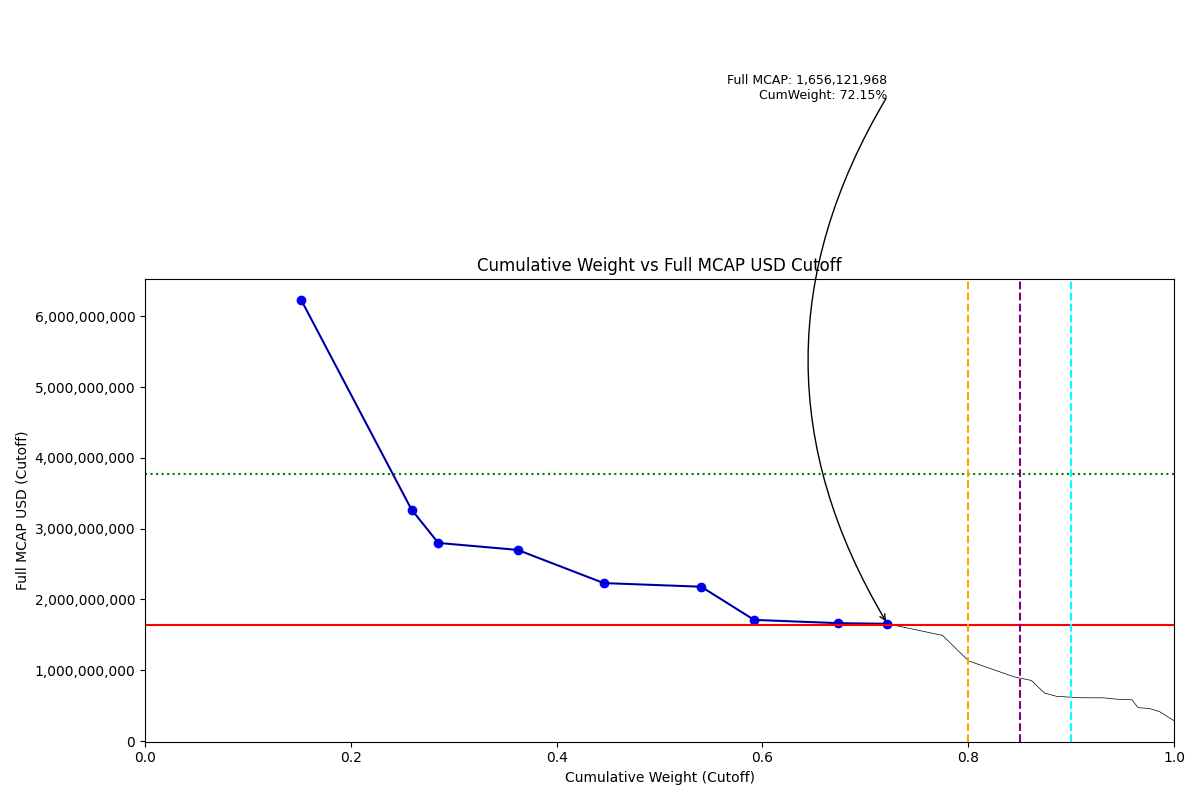 Full MCAP: 1,656,121,968
CumWeight: 72.15%
Cumulative Weight vs Full MCAP USD Cutoff
Full MCAP USD (Cutoff)
6,000,000,000
5,000,000,000
4,000,000,000
3,000,000,000
2,000,000,000
1,000,000,000
0
0.0 0.2 0.4 0.6 0.8 1.0
Cumulative Weight (Cutoff)